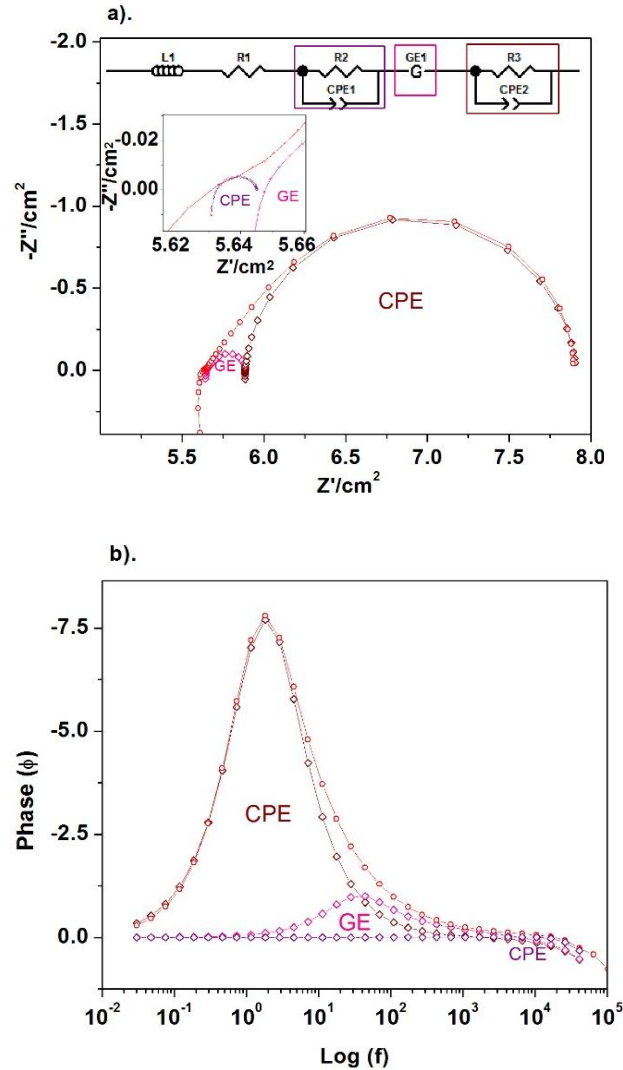 a).
-2.0
-1.5
-1.0
-0.5
0.0
-Z"/cm²
L1
R1
R2
CPE1
GE1
G
R3
CPE2
-0.02
0.00
-Z"/cm²
CPE
GE
5.62
5.64
5.66
Z'/cm²
CPE
GE
5.5
6.0
6.5
7.0
7.5
8.0
Z'/cm²
b).
-7.5
-5.0
-2.5
0.0
Phase (ϕ)
CPE
GE
CPE
10⁻²
10⁻¹
10⁰
10¹
10²
10³
10⁴
10⁵
Log (f)